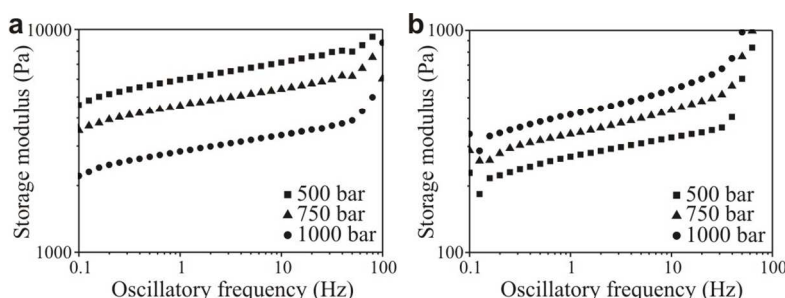 a
Storage modulus (Pa)
10000
1000
500 bar
750 bar
1000 bar
0.1
1
10
100
Oscillatory frequency (Hz)
b
Storage modulus (Pa)
1000
100
500 bar
750 bar
1000 bar
0.1
1
10
100
Oscillatory frequency (Hz)